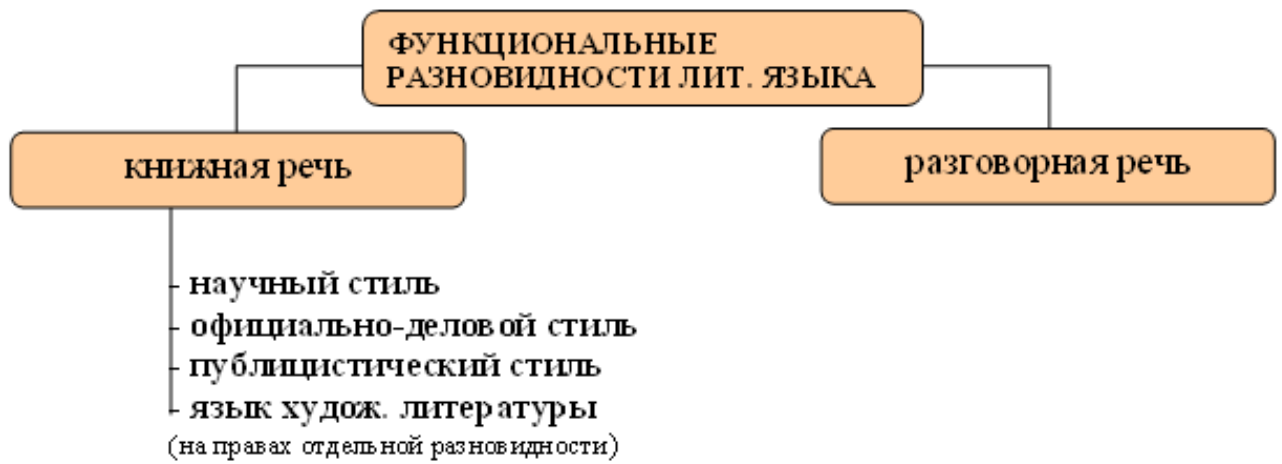 ФУНКЦИОНАЛЬНЫЕ
РАЗНОВИДНОСТИ ЛИТ. ЯЗЫКА
книжная речь
разговорная речь
- научный стиль
- официально-деловой стиль
- публицистический стиль
- язык худож. литературы
(на правах отдельной разновидности)